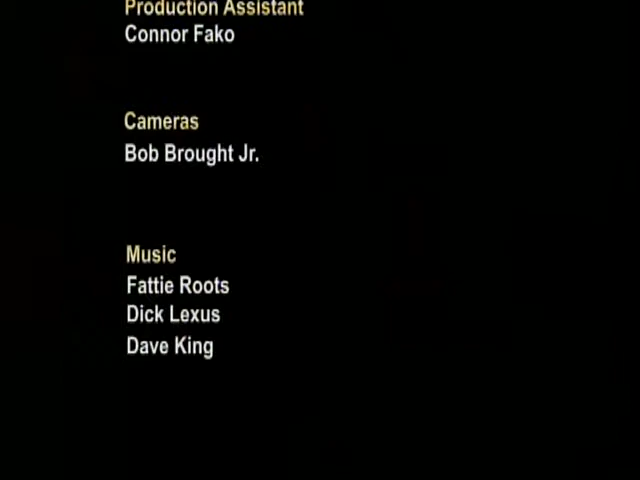 Production Assistant
Connor Fako
Cameras
Bob Brought Jr.
Music
Fattie Roots
Dick Lexus
Dave King